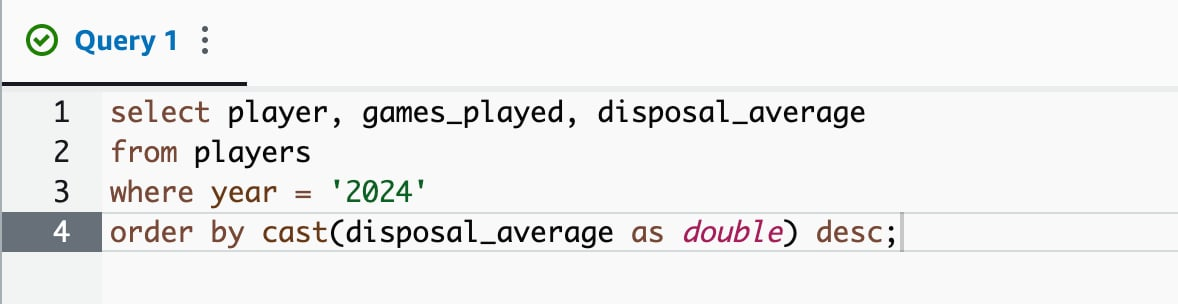 Query 1
1 select player, games_played, disposal_average
2 from players
3 where year = '2024'
4 order by cast(disposal_average as double) desc;